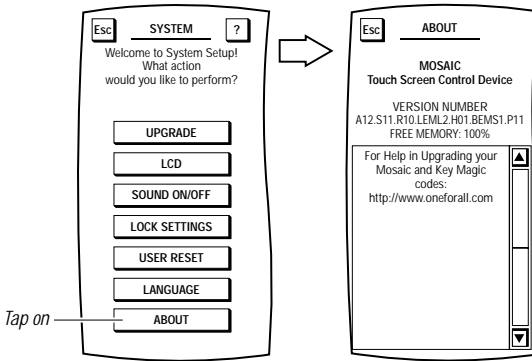 Esc SYSTEM ?
Welcome to System Setup!
What action
would you like to perform?
UPGRADE
LCD
SOUND ON/OFF
LOCK SETTINGS
USER RESET
LANGUAGE
Tap on ABOUT
Esc ABOUT
MOSAIC
Touch Screen Control Device
VERSION NUMBER
A12.S11.R10.LEML2.H01.BEMS1.P11
FREE MEMORY: 100%
For Help in Upgrading your
Mosaic and Key Magic
codes:
http://www.oneforall.com